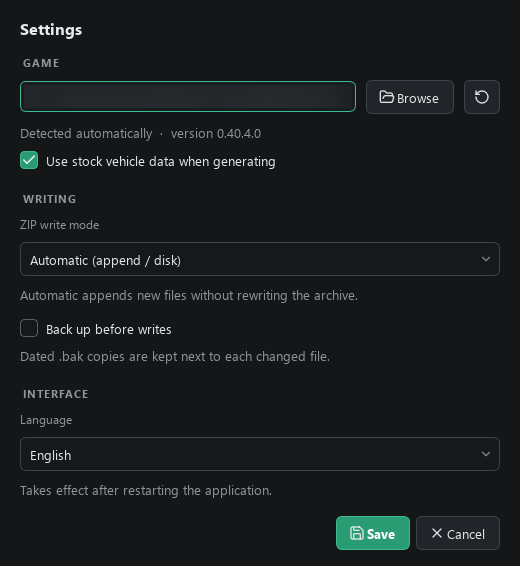 Settings
GAME
Browse
Detected automatically · version 0.40.4.0
Use stock vehicle data when generating
WRITING
ZIP write mode
Automatic (append / disk)
Automatic appends new files without rewriting the archive.
Back up before writes
Dated .bak copies are kept next to each changed file.
INTERFACE
Language
English
Takes effect after restarting the application.
Save Cancel